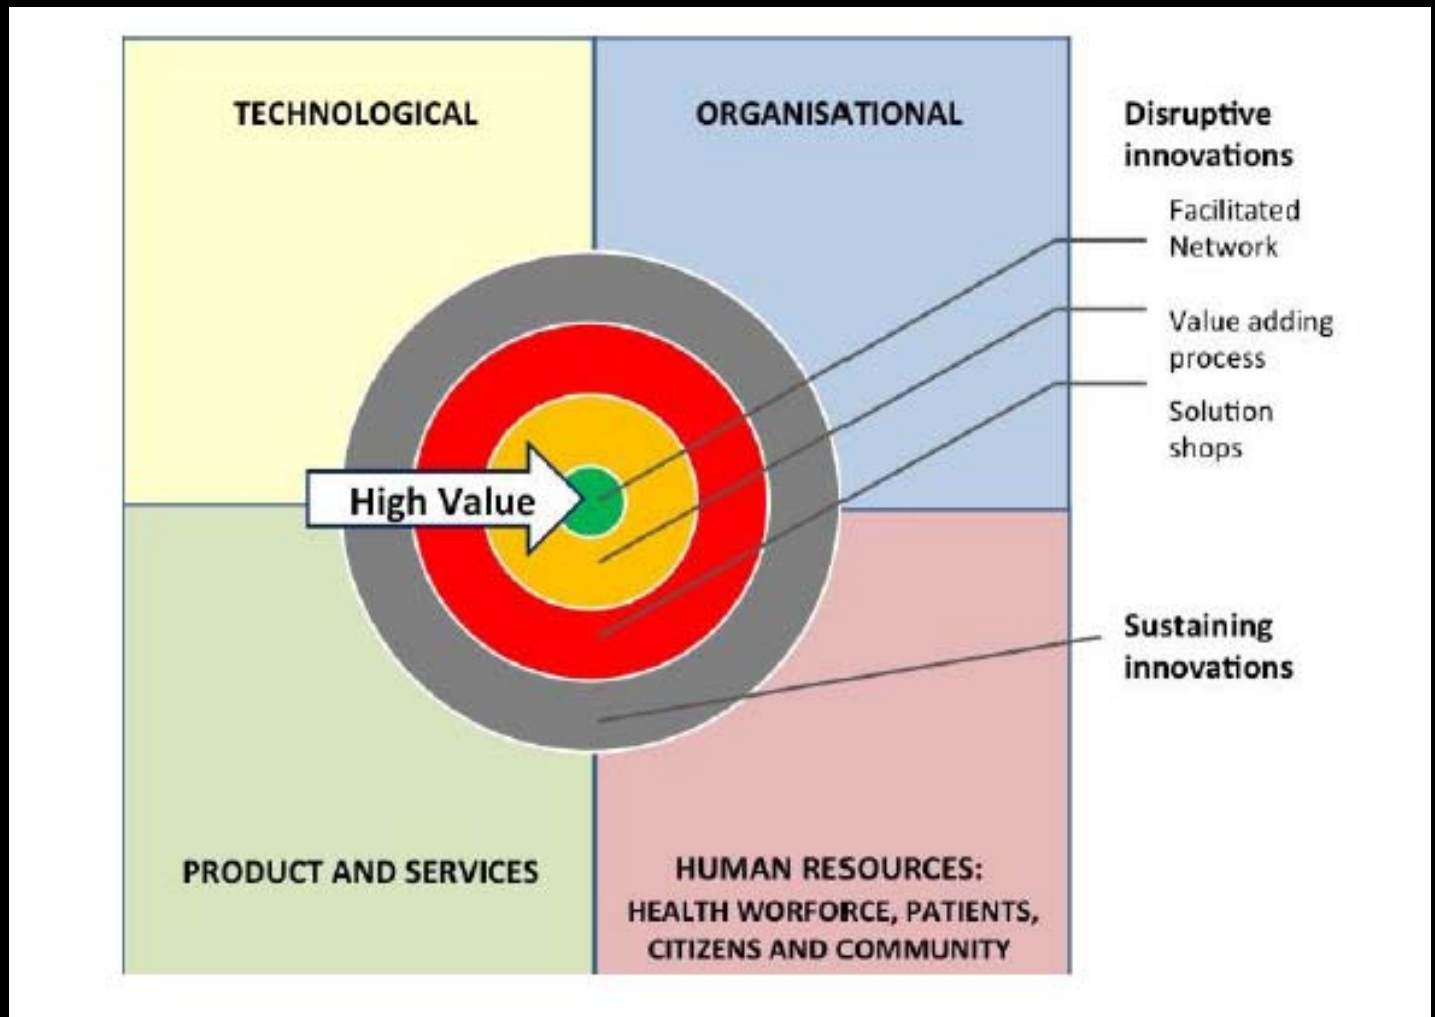 TECHNOLOGICAL
ORGANISATIONAL
Disruptive
innovations
Facilitated
Network
Value adding
process
Solution
shops
High Value
Sustaining
innovations
PRODUCT AND SERVICES
HUMAN RESOURCES:
HEALTH WORFORCE, PATIENTS,
CITIZENS AND COMMUNITY